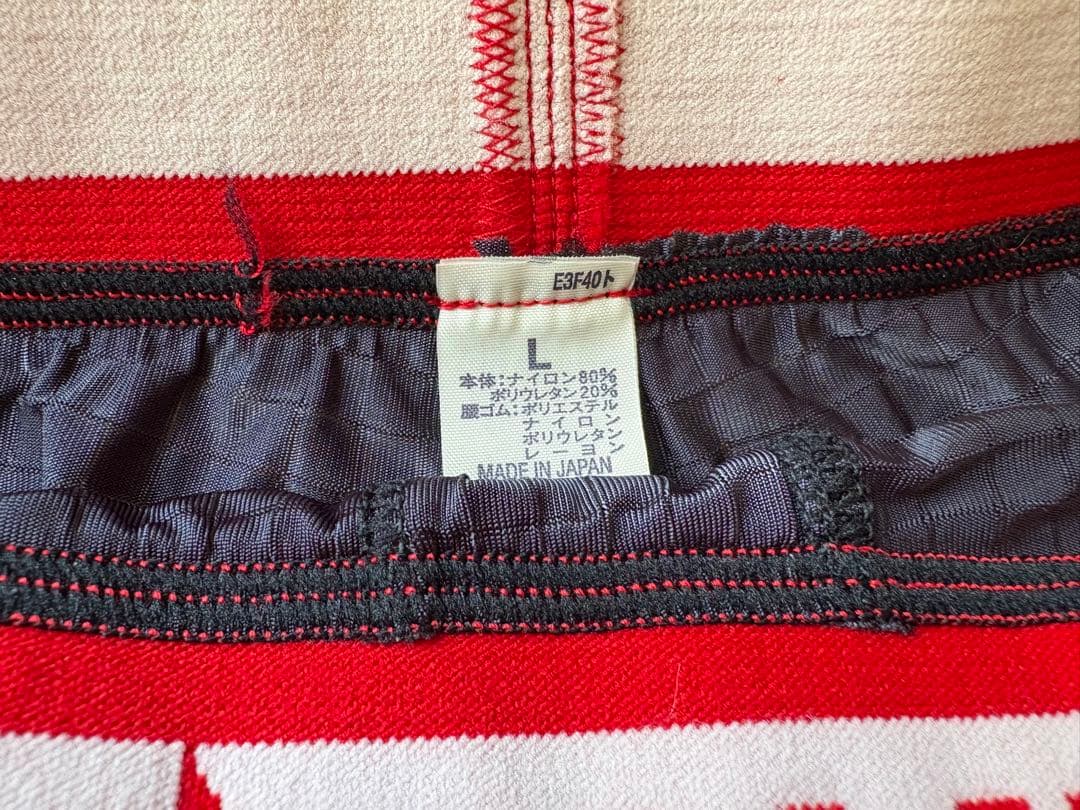 E3F40ト
L
本体:ナイロン80%
ポリウレタン20%
腰ゴム:ポリエステル
ナイロン
ポリウレタン
レーヨン
MADE IN JAPAN